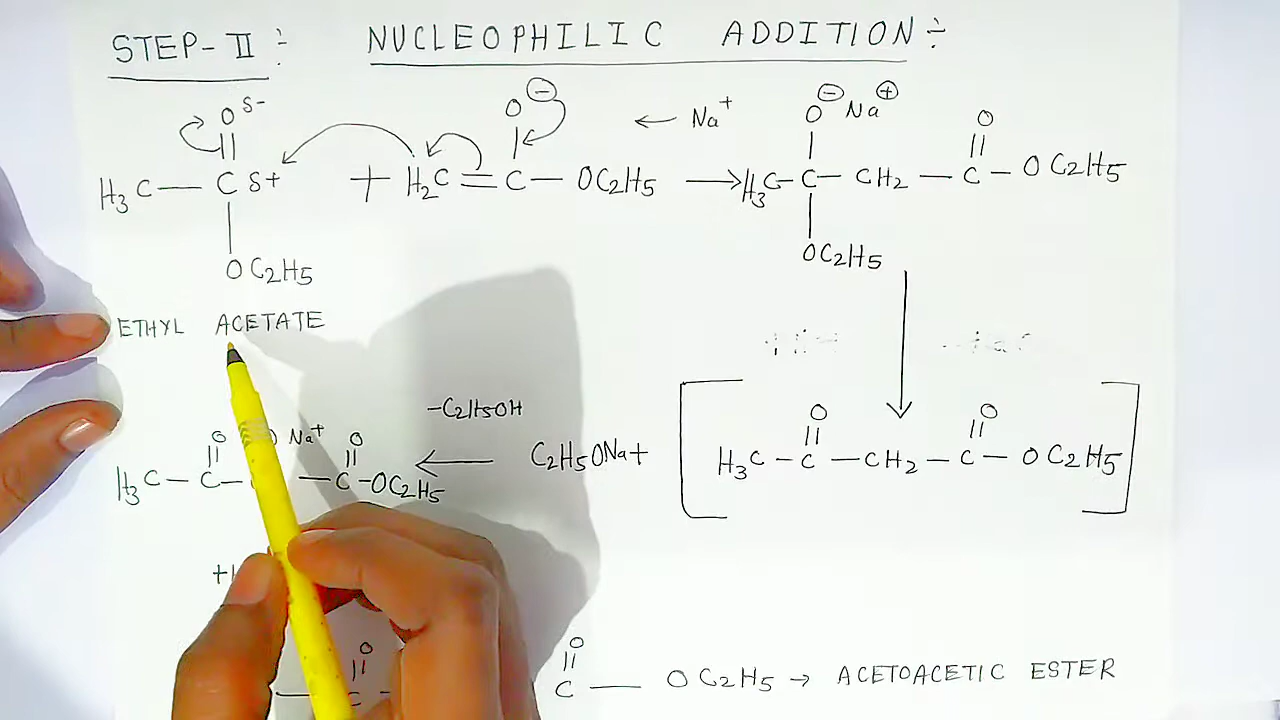 STEP-II ÷ NUCLEOPHILIC ADDITION ÷
O δ- O ⊖ ← Na+ O ⊖ Na ⊕ O
H3C — C δ+ + H2C = C — OC2H5 → H3C — C — CH2 — C — OC2H5
OC2H5 OC2H5
ETHYL ACETATE
-C2H5OH
O Na+ O O O
H3C — C — — C — OC2H5 ← C2H5ONa + [ H3C — C — CH2 — C — OC2H5 ]
O O
C — OC2H5 → ACETOACETIC ESTER